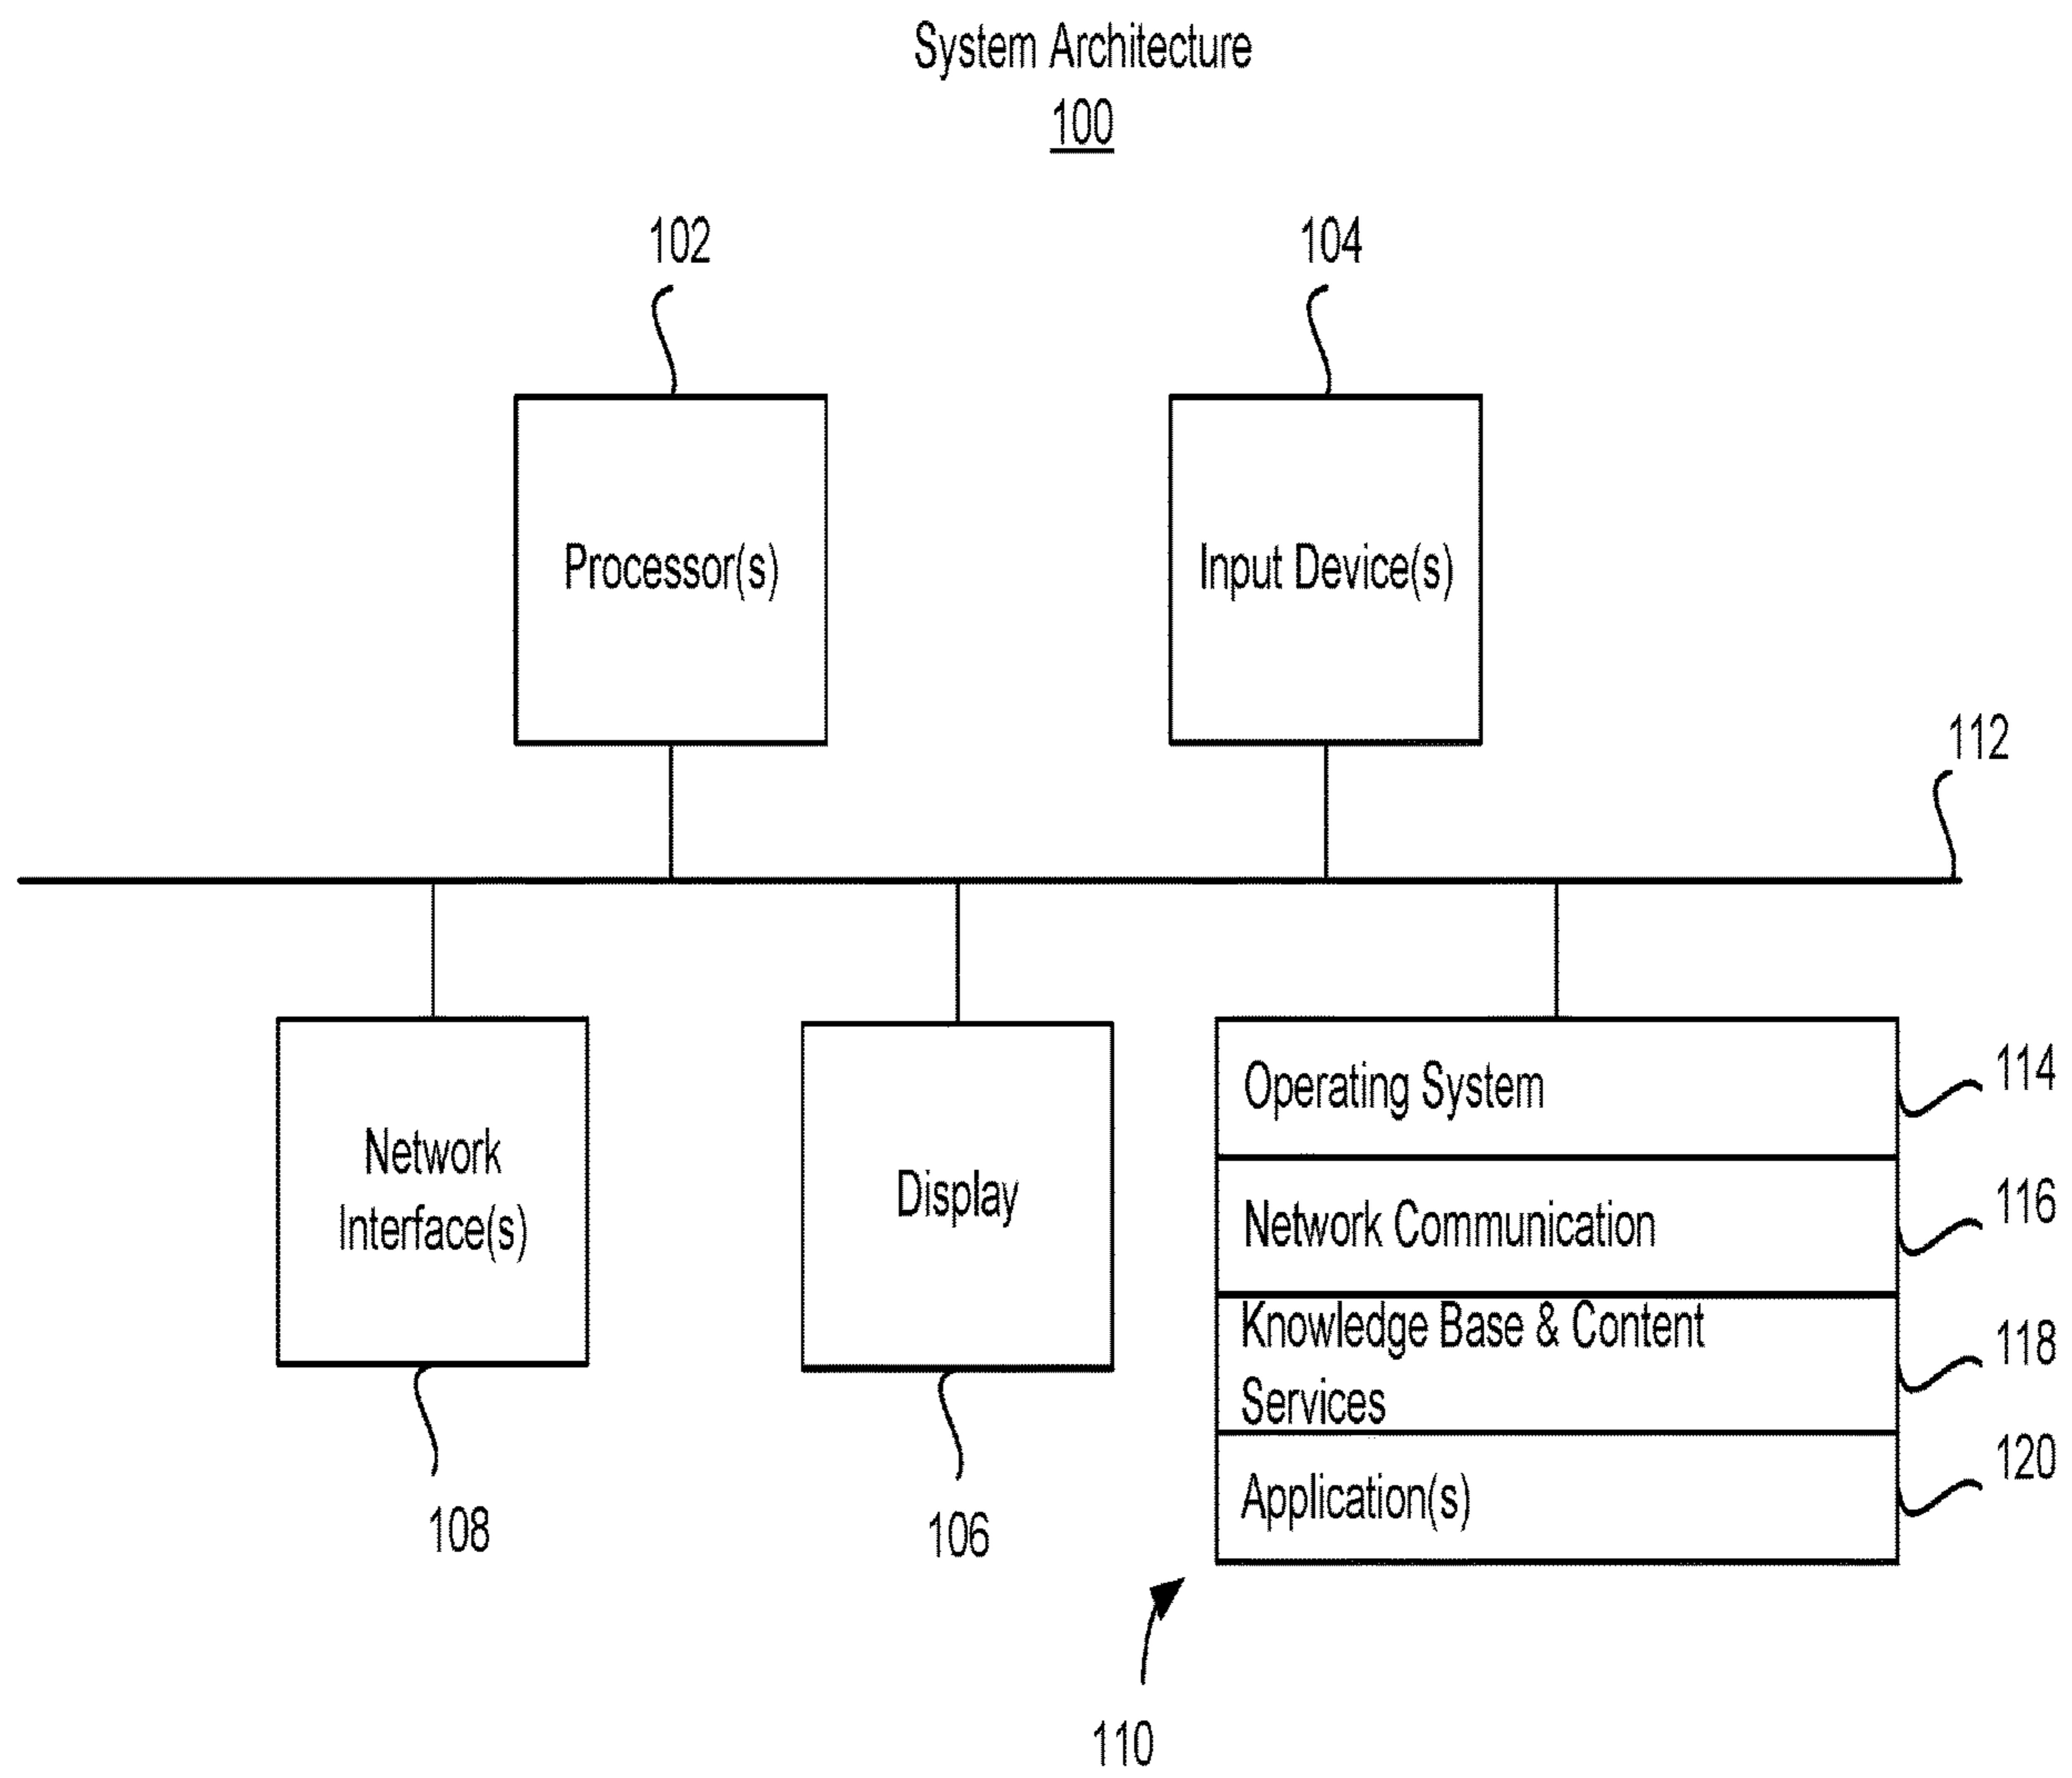 System Architecture
100
102
104
Processor(s)
Input Device(s)
112
Network
Interface(s)
Display
Operating System
114
Network Communication
116
Knowledge Base & Content
Services
118
Application(s)
120
108
106
110